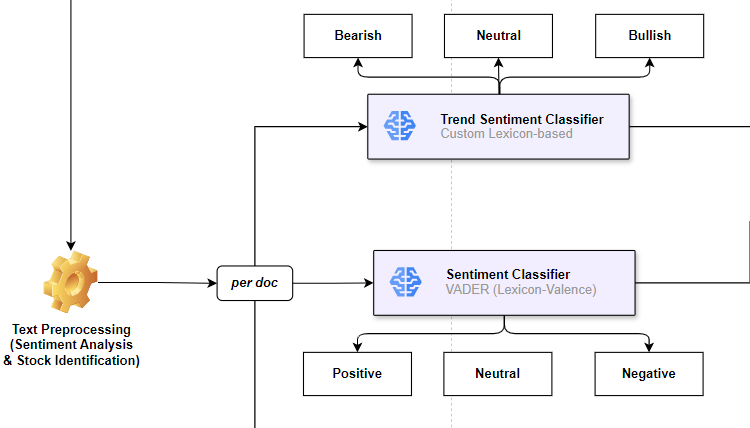 Bearish
Neutral
Bullish
Trend Sentiment Classifier
Custom Lexicon-based
per doc
Sentiment Classifier
VADER (Lexicon-Valence)
Text Preprocessing
(Sentiment Analysis
& Stock Identification)
Positive
Neutral
Negative